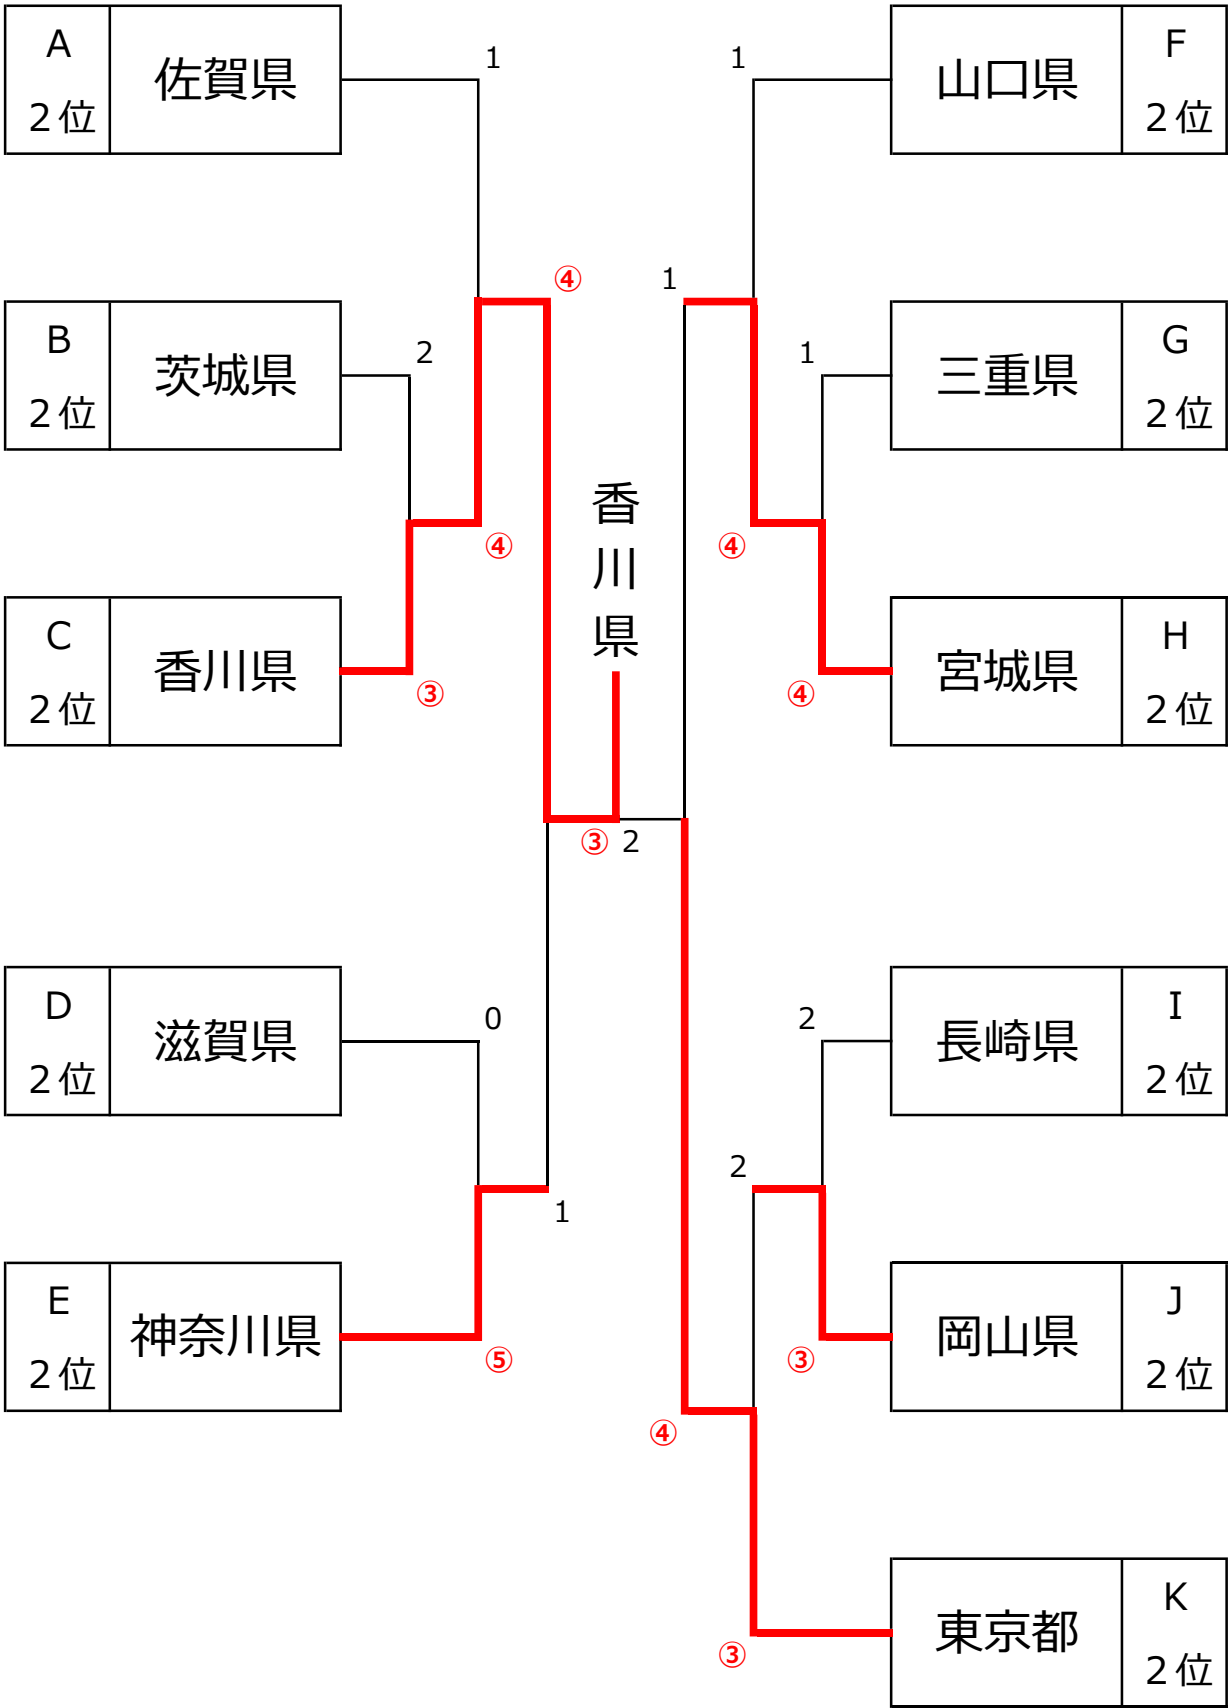 A
２位
佐賀県
1
1
山口県
F
２位
④
1
B
２位
茨城県
2
1
三重県
G
２位
香
川
県
④
④
C
２位
香川県
③
④
宮城県
H
２位
③
2
D
２位
滋賀県
0
2
長崎県
I
２位
1
2
E
２位
神奈川県
⑤
③
岡山県
J
２位
④
③
東京都
K
２位